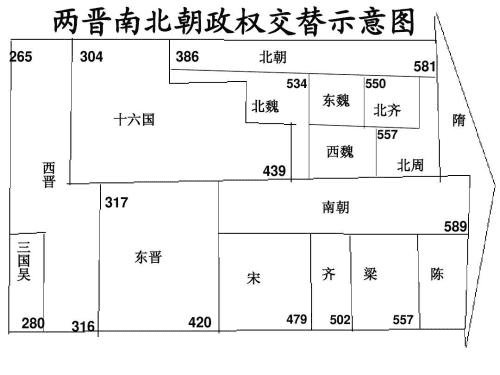 两晋南北朝政权交替示意图
265 304 386 北朝 581
534 550
北魏 东魏 北齐
十六国 隋
557
西魏
439 北周
西晋
317 南朝
589
三国吴 东晋
宋 齐 梁 陈
280 316 420 479 502 557